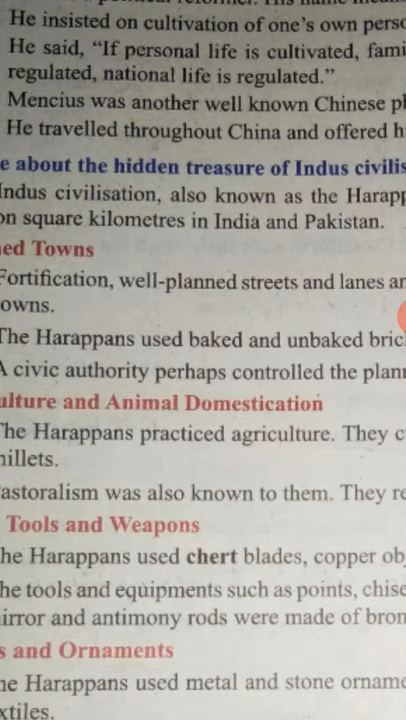 He insisted on cultivation of one's own perso
He said, "If personal life is cultivated, fami
regulated, national life is regulated."
Mencius was another well known Chinese pl
He travelled throughout China and offered h
e about the hidden treasure of Indus civilis
Indus civilisation, also known as the Harapp
on square kilometres in India and Pakistan.
ned Towns
Fortification, well-planned streets and lanes an
owns.
The Harappans used baked and unbaked bric
A civic authority perhaps controlled the plann
ulture and Animal Domestication
The Harappans practiced agriculture. They c
millets.
astoralism was also known to them. They re
Tools and Weapons
he Harappans used chert blades, copper obj
he tools and equipments such as points, chise
irror and antimony rods were made of bron
s and Ornaments
he Harappans used metal and stone orname
xtiles.